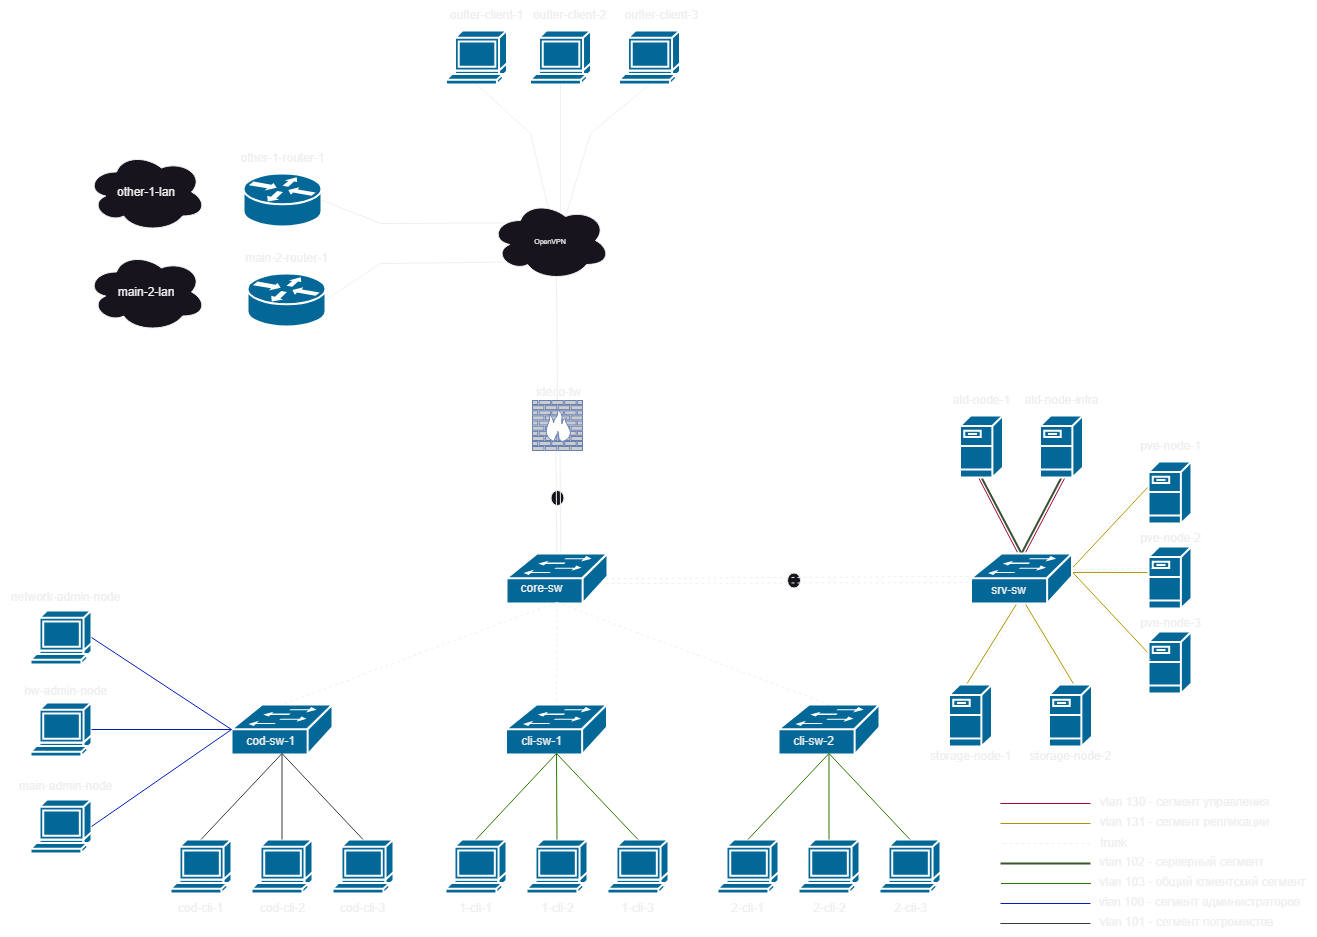 outter-client-1 outter-client-2 outter-client-3
other-1-router-1
other-1-lan
OpenVPN
main-2-router-1
main-2-lan
ideco-fw
ald-node-1 ald-node-infra
pve-node-1
pve-node-2
core-sw
srv-sw
network-admin-node
pve-node-3
hw-admin-node
cod-sw-1
cli-sw-1
cli-sw-2
storage-node-1 storage-node-2
main-admin-node
vlan 130 - сегмент управления
vlan 131 - сегмент репликации
trunk
vlan 102 - серверный сегмент
vlan 103 - общий клиентский сегмент
vlan 100 - сегмент администраторов
vlan 101 - сегмент погромистов
cod-cli-1 cod-cli-2 cod-cli-3
1-cli-1 1-cli-2 1-cli-3
2-cli-1 2-cli-2 2-cli-3